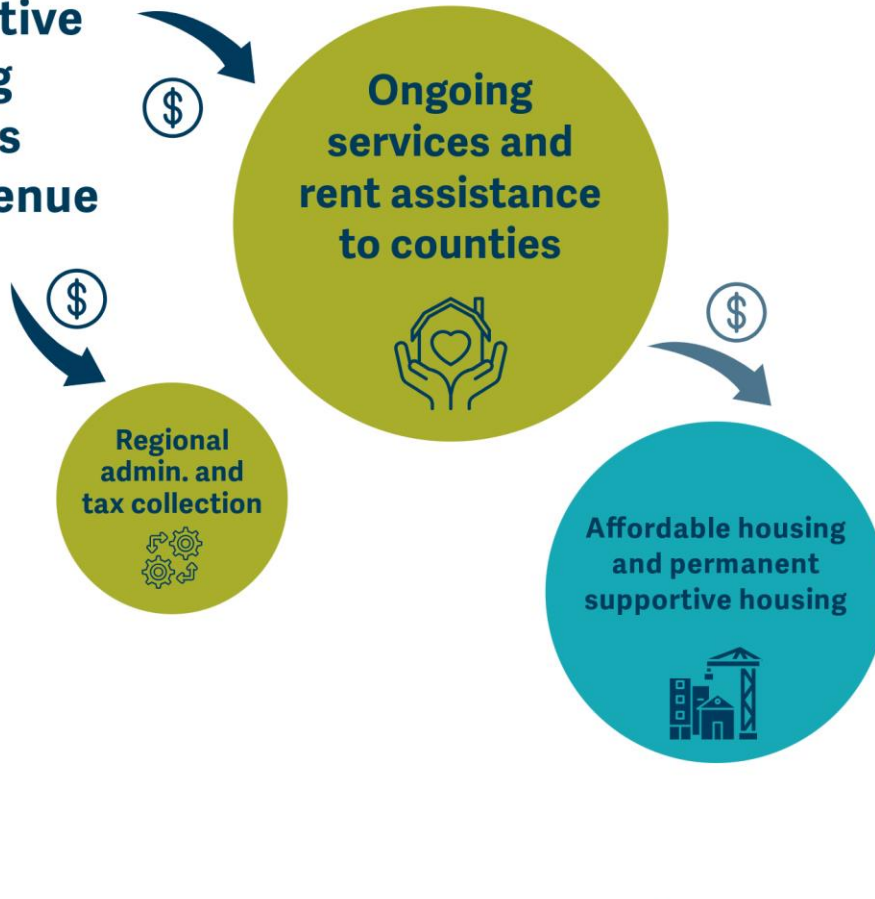 tive
g
s
enue
$
Ongoing
services and
rent assistance
to counties
$
$
Regional
admin. and
tax collection
Affordable housing
and permanent
supportive housing